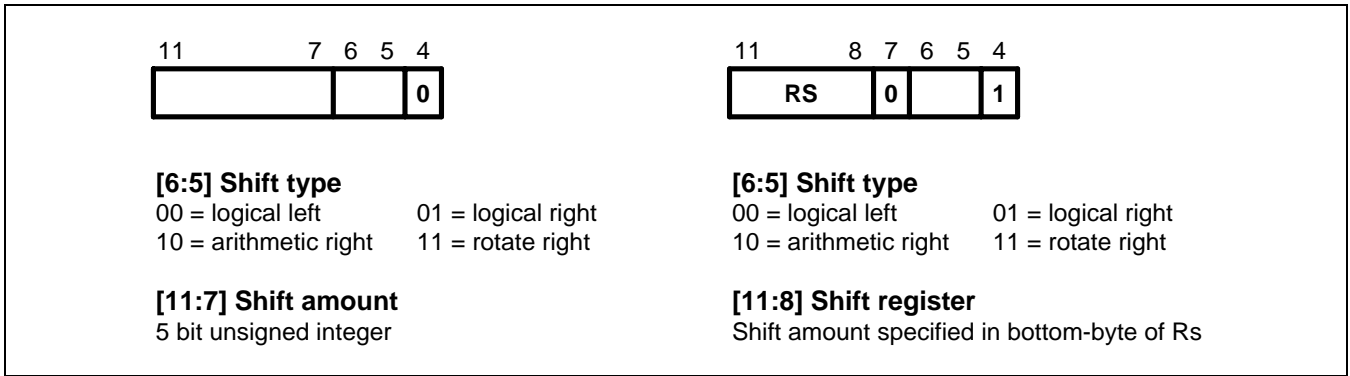 11 7 6 5 4
0
[6:5] Shift type
00 = logical left 01 = logical right
10 = arithmetic right 11 = rotate right
[11:7] Shift amount
5 bit unsigned integer
11 8 7 6 5 4
RS 0 1
[6:5] Shift type
00 = logical left 01 = logical right
10 = arithmetic right 11 = rotate right
[11:8] Shift register
Shift amount specified in bottom-byte of Rs